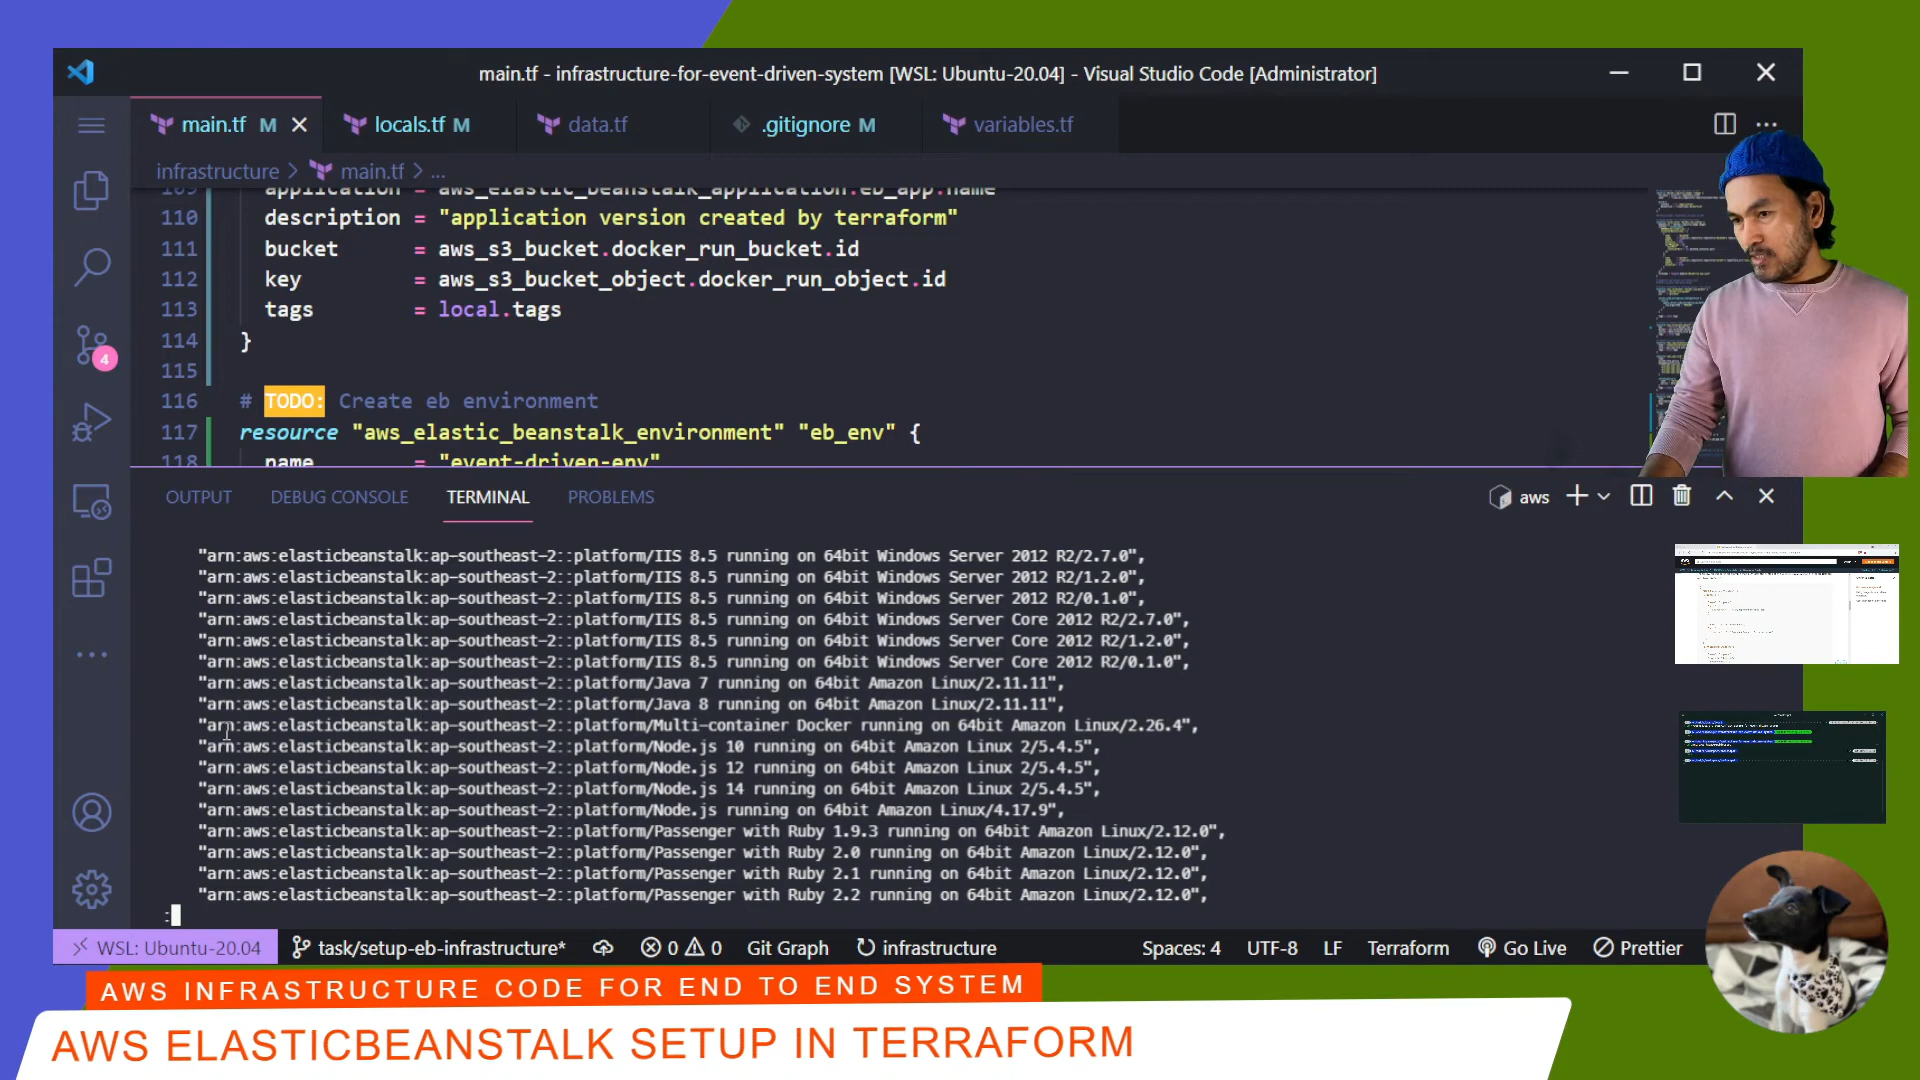 main.tf - infrastructure-for-event-driven-system [WSL: Ubuntu-20.04] - Visual Studio Code [Administrator]
main.tf M
locals.tf M
data.tf
.gitignore M
variables.tf
infrastructure > main.tf > ...
application = aws_elastic_beanstalk_application.eb_app.name
110 description = "application version created by terraform"
111 bucket = aws_s3_bucket.docker_run_bucket.id
112 key = aws_s3_bucket_object.docker_run_object.id
113 tags = local.tags
114 }
115
116 # TODO: Create eb environment
117 resource "aws_elastic_beanstalk_environment" "eb_env" {
118 name = "event-driven-env"
4
OUTPUT DEBUG CONSOLE TERMINAL PROBLEMS
aws
"arn:aws:elasticbeanstalk:ap-southeast-2::platform/IIS 8.5 running on 64bit Windows Server 2012 R2/2.7.0",
"arn:aws:elasticbeanstalk:ap-southeast-2::platform/IIS 8.5 running on 64bit Windows Server 2012 R2/1.2.0",
"arn:aws:elasticbeanstalk:ap-southeast-2::platform/IIS 8.5 running on 64bit Windows Server 2012 R2/0.1.0",
"arn:aws:elasticbeanstalk:ap-southeast-2::platform/IIS 8.5 running on 64bit Windows Server Core 2012 R2/2.7.0",
"arn:aws:elasticbeanstalk:ap-southeast-2::platform/IIS 8.5 running on 64bit Windows Server Core 2012 R2/1.2.0",
"arn:aws:elasticbeanstalk:ap-southeast-2::platform/IIS 8.5 running on 64bit Windows Server Core 2012 R2/0.1.0",
"arn:aws:elasticbeanstalk:ap-southeast-2::platform/Java 7 running on 64bit Amazon Linux/2.11.11",
"arn:aws:elasticbeanstalk:ap-southeast-2::platform/Java 8 running on 64bit Amazon Linux/2.11.11",
"arn:aws:elasticbeanstalk:ap-southeast-2::platform/Multi-container Docker running on 64bit Amazon Linux/2.26.4",
"arn:aws:elasticbeanstalk:ap-southeast-2::platform/Node.js 10 running on 64bit Amazon Linux 2/5.4.5",
"arn:aws:elasticbeanstalk:ap-southeast-2::platform/Node.js 12 running on 64bit Amazon Linux 2/5.4.5",
"arn:aws:elasticbeanstalk:ap-southeast-2::platform/Node.js 14 running on 64bit Amazon Linux 2/5.4.5",
"arn:aws:elasticbeanstalk:ap-southeast-2::platform/Node.js running on 64bit Amazon Linux/4.17.9",
"arn:aws:elasticbeanstalk:ap-southeast-2::platform/Passenger with Ruby 1.9.3 running on 64bit Amazon Linux/2.12.0",
"arn:aws:elasticbeanstalk:ap-southeast-2::platform/Passenger with Ruby 2.0 running on 64bit Amazon Linux/2.12.0",
"arn:aws:elasticbeanstalk:ap-southeast-2::platform/Passenger with Ruby 2.1 running on 64bit Amazon Linux/2.12.0",
"arn:aws:elasticbeanstalk:ap-southeast-2::platform/Passenger with Ruby 2.2 running on 64bit Amazon Linux/2.12.0",
:
WSL: Ubuntu-20.04 task/setup-eb-infrastructure* 0 0 Git Graph infrastructure Spaces: 4 UTF-8 LF Terraform Go Live Prettier
AWS INFRASTRUCTURE CODE FOR END TO END SYSTEM
AWS ELASTICBEANSTALK SETUP IN TERRAFORM